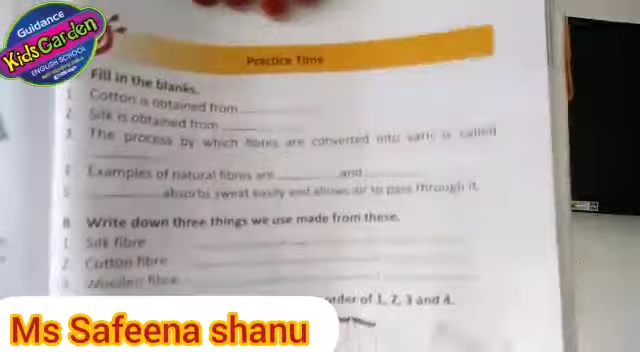 Guidance
KidsGarden
ENGLISH SCHOOL
Practice Time
Fill in the blanks.
1 Cotton is obtained from
2 Silk is obtained from
3 The process by which fibres are converted into yarn is called
4 Examples of natural fibres are and
5 absorbs sweat easily and allows air to pass through it.
B Write down three things we use made from these.
1 Silk fibre
2 Cotton fibre
3 Woollen fibre
order of 1, 2, 3 and 4.
Ms Safeena shanu